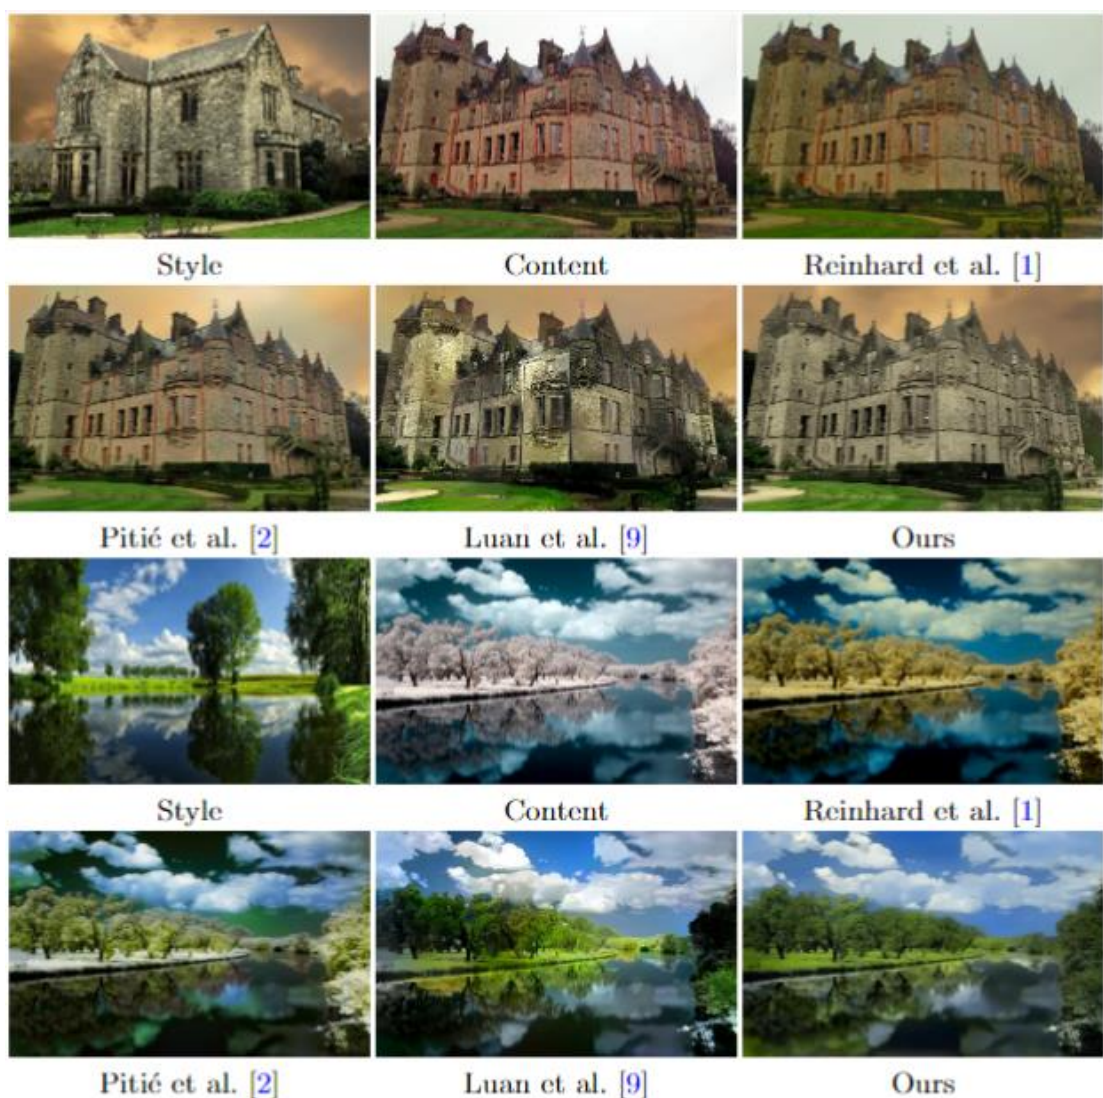 Style Content Reinhard et al. [1]
Pitié et al. [2] Luan et al. [9] Ours
Style Content Reinhard et al. [1]
Pitié et al. [2] Luan et al. [9] Ours